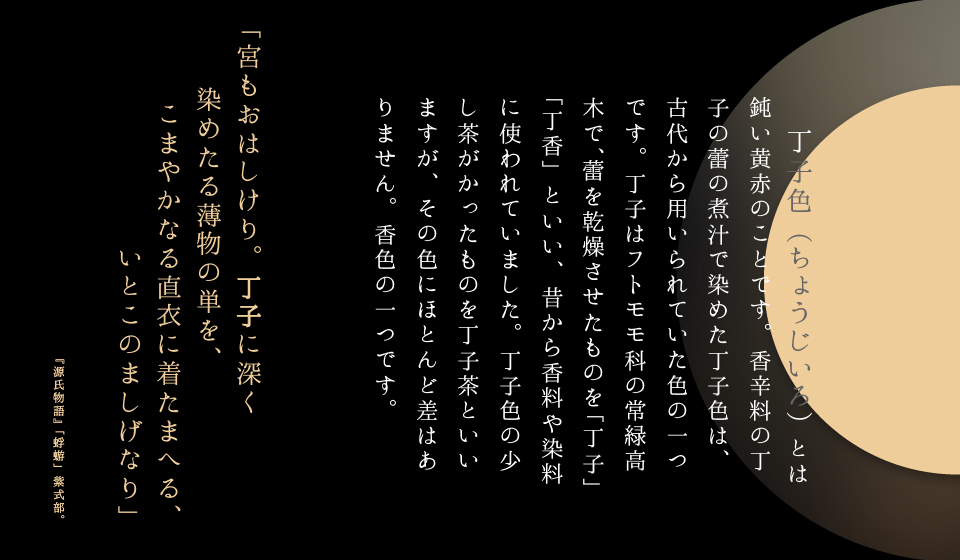 丁子色（ちょうじいろ）とは
鈍い黄赤のことです。香辛料の丁
子の蕾の煮汁で染めた丁子色は、
古代から用いられていた色の一つ
です。丁子はフトモモ科の常緑高
木で、蕾を乾燥させたものを「丁子」
「丁香」といい、昔から香料や染料
に使われていました。丁子色の少
し茶がかったものを丁子茶といい
ますが、その色にほとんど差はあ
りません。香色の一つです。
「宮もおはしけり。丁子に深く
染めたる薄物の単を、
こまやかなる直衣に着たまへる、
いとこのましげなり」
『源氏物語』「蜉蝣」紫式部。